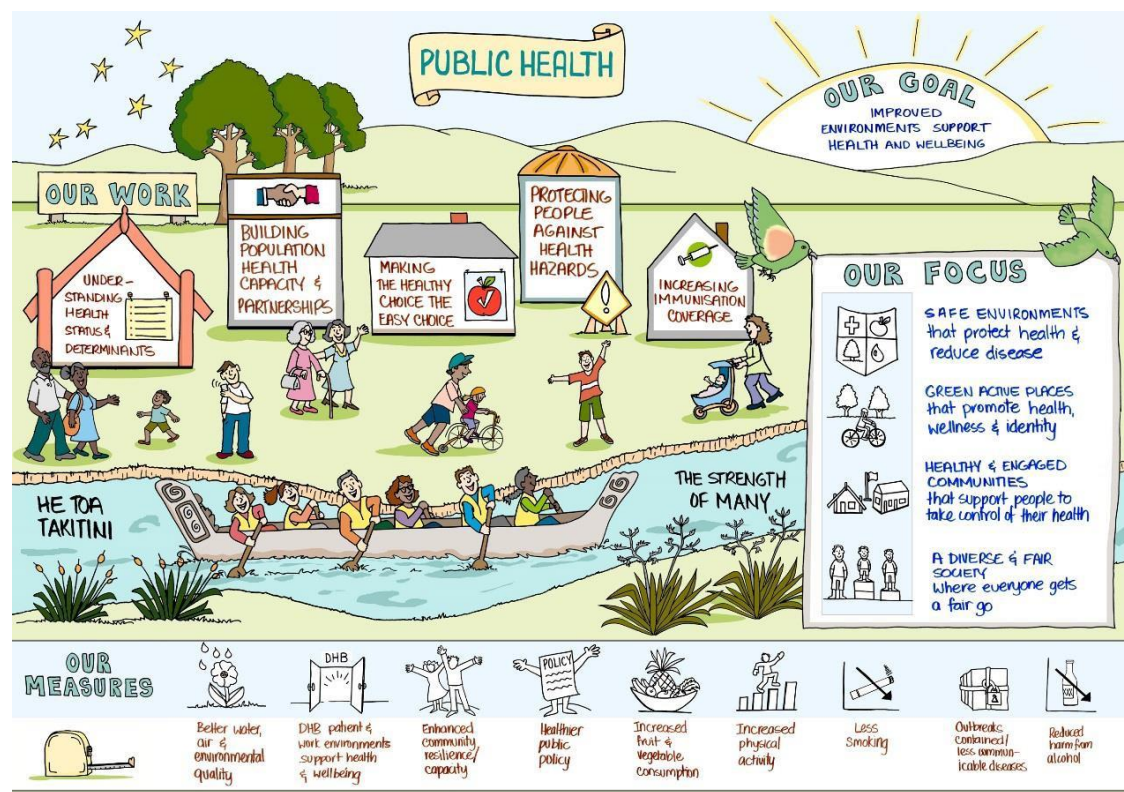 PUBLIC HEALTH
OUR GOAL
IMPROVED
ENVIRONMENTS SUPPORT
HEALTH AND WELLBEING
OUR WORK
UNDER-
STANDING
HEALTH
STATUS &
DETERMINANTS
BUILDING
POPULATION
HEALTH
CAPACITY &
PARTNERSHIPS
MAKING
THE HEALTHY
CHOICE THE
EASY CHOICE
PROTECTING
PEOPLE
AGAINST
HEALTH
HAZARDS
INCREASING
IMMUNISATION
COVERAGE
OUR FOCUS
SAFE ENVIRONMENTS
that protect health &
reduce disease
GREEN ACTIVE PLACES
that promote health,
wellness & identity
HEALTHY & ENGAGED
COMMUNITIES
that support people to
take control of their health
A DIVERSE & FAIR
SOCIETY
where everyone gets
a fair go
HE TOA
TAKITINI
THE STRENGTH
OF MANY
OUR
MEASURES
Better water,
air &
environmental
quality
DHB
DHB patient &
work environments
support health
& wellbeing
Enhanced
community
resilience/
capacity
POLICY
Healthier
public
policy
Increased
fruit &
vegetable
consumption
Increased
physical
activity
Less
smoking
Outbreaks
contained/
less commun-
icable diseases
XXX
Reduced
harm from
alcohol